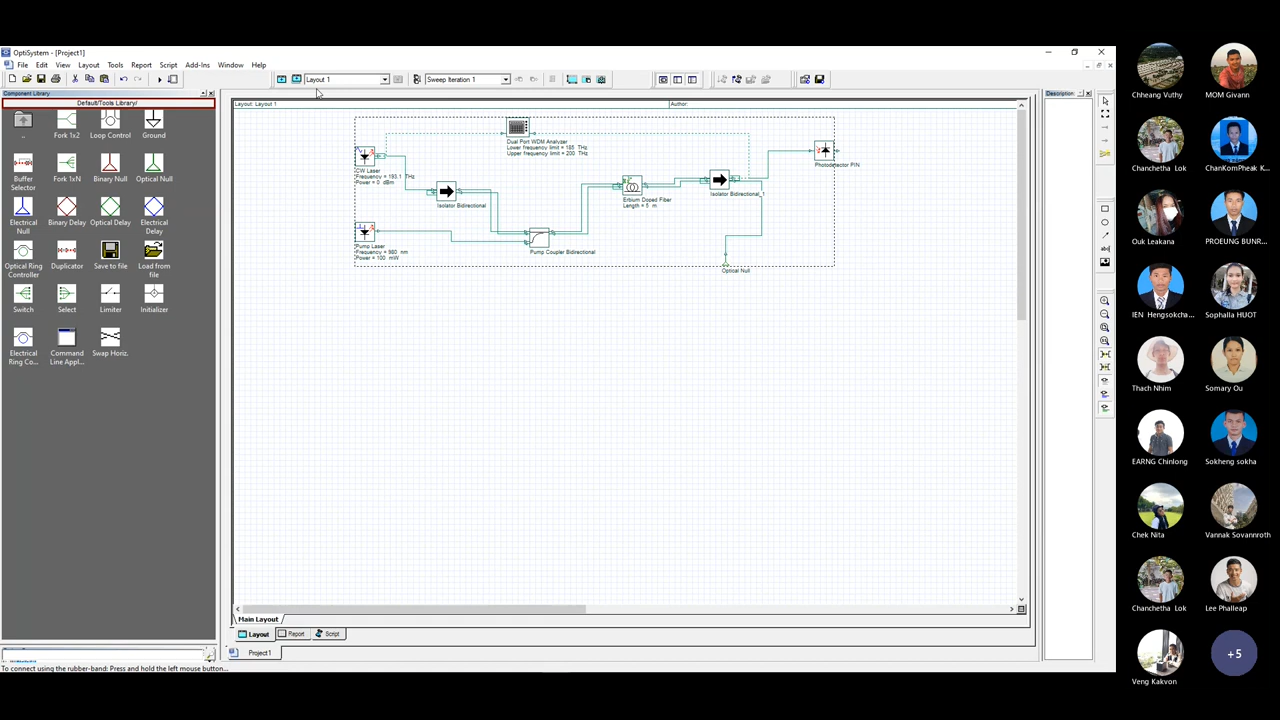 OptiSystem - [Project1]
File Edit View Layout Tools Report Script Add-Ins Window Help
Layout 1
Sweep Iteration 1
Component Library
Default/Tools Library/
..
Fork 1x2
Loop Control
Ground
Buffer Selector
Fork 1xN
Binary Null
Optical Null
Electrical Null
Binary Delay
Optical Delay
Electrical Delay
Optical Ring Controller
Duplicator
Save to file
Load from file
Switch
Select
Limiter
Initializer
Electrical Ring Co...
Command Line Appl...
Swap Horiz.
Layout: Layout 1
Author:
Dual Port WDM Analyzer
Lower frequency limit = 185 THz
Upper frequency limit = 200 THz
CW Laser
Frequency = 193.1 THz
Power = 0 dBm
Isolator Bidirectional
Pump Laser
Frequency = 980 nm
Power = 100 mW
Pump Coupler Bidirectional
Erbium Doped Fiber
Length = 5 m
Isolator Bidirectional_1
Photodetector PIN
Optical Null
Main Layout
Layout Report Script
Project1
To connect using the rubber-band: Press and hold the left mouse button...
Description
Chheang Vuthy
MOM Givann
Chanchetha Lok
ChanKomPheak K...
Ouk Leakana
PROEUNG BUNR...
IEN Hengsokcha...
Sophalla HUOT
Thach Nhim
Somary Ou
EARNG Chinlong
Sokheng sokha
Chek Nita
Vannak Sovannroth
Chanchetha Lok
Lee Phalleap
Veng Kakvon
+5